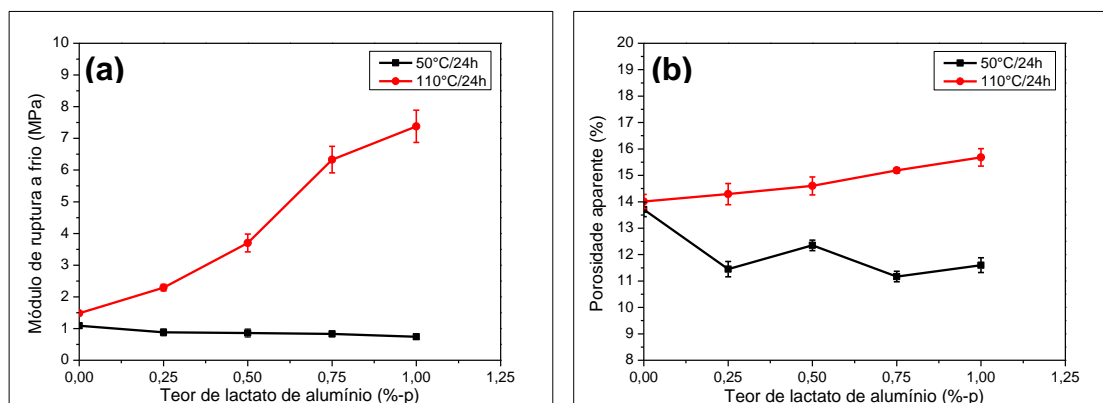 (a)
50°C/24h
110°C/24h
Módulo de ruptura a frio (MPa)
10
9
8
7
6
5
4
3
2
1
0
0,00 0,25 0,50 0,75 1,00 1,25
Teor de lactato de alumínio (%-p)
(b)
50°C/24h
110°C/24h
Porosidade aparente (%)
20
19
18
17
16
15
14
13
12
11
10
9
8
0,00 0,25 0,50 0,75 1,00 1,25
Teor de lactato de alumínio (%-p)